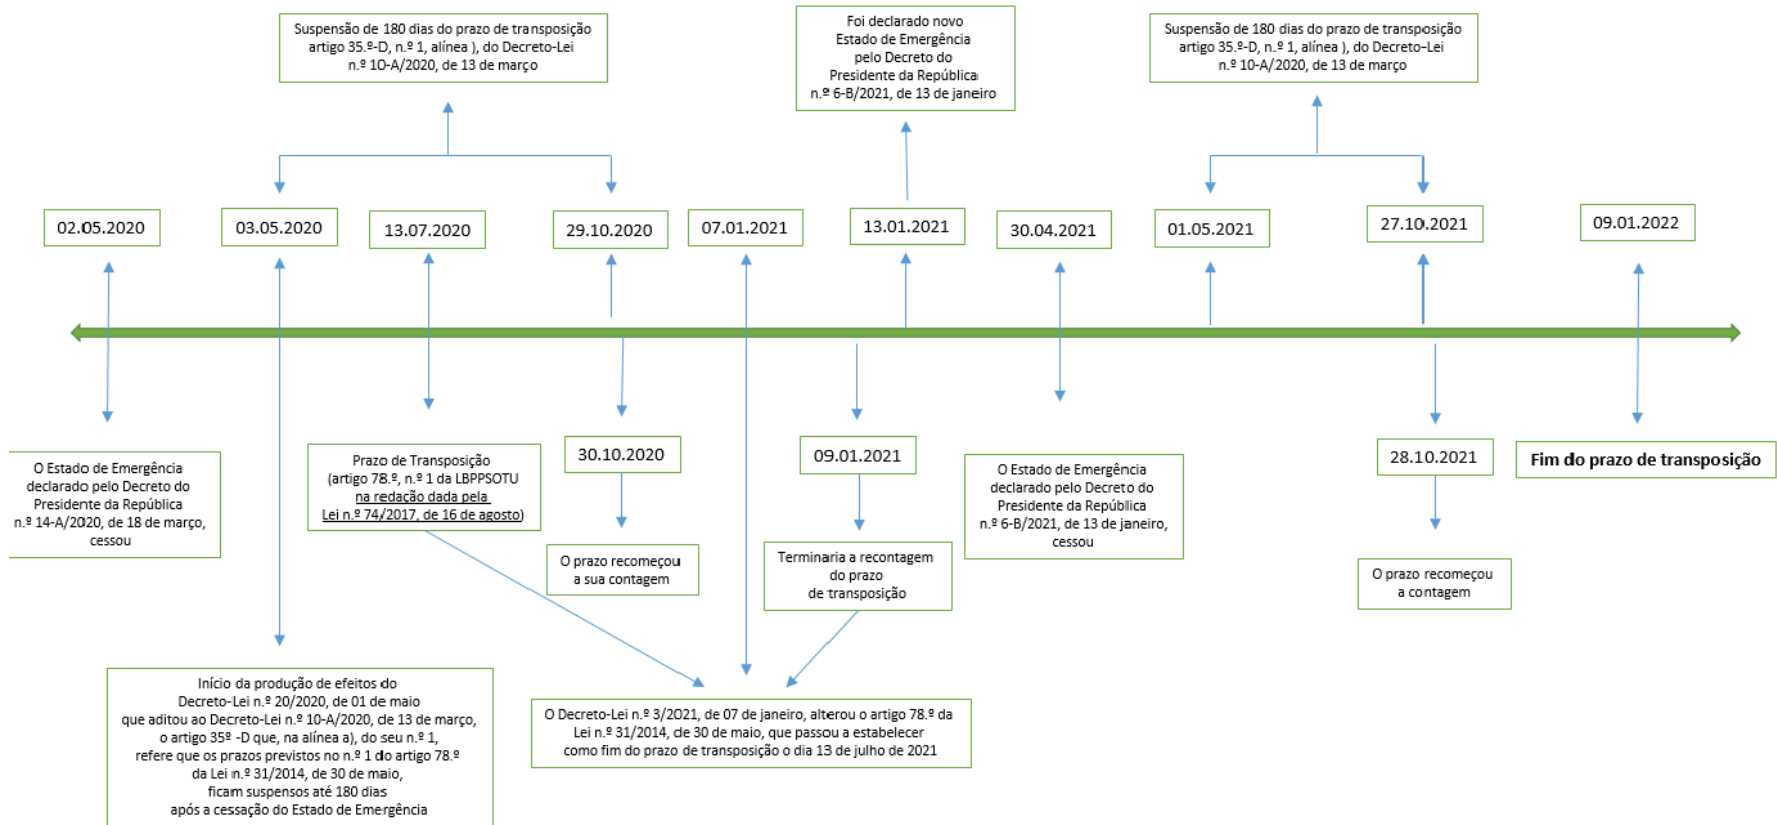 Suspensão de 180 dias do prazo de transposição
artigo 35.º-D, n.º 1, alínea ), do Decreto-Lei
n.º 10-A/2020, de 13 de março
Foi declarado novo
Estado de Emergência
pelo Decreto do
Presidente da República
n.º 6-B/2021, de 13 de janeiro
Suspensão de 180 dias do prazo de transposição
artigo 35.º-D, n.º 1, alínea ), do Decreto-Lei
n.º 10-A/2020, de 13 de março
02.05.2020
03.05.2020
13.07.2020
29.10.2020
07.01.2021
13.01.2021
30.04.2021
01.05.2021
27.10.2021
09.01.2022
O Estado de Emergência
declarado pelo Decreto do
Presidente da República
n.º 14-A/2020, de 18 de março,
cessou
Prazo de Transposição
(artigo 78.º, n.º 1 da LBPPSOTU
na redação dada pela
Lei n.º 74/2017, de 16 de agosto)
30.10.2020
O prazo recomeçou
a sua contagem
09.01.2021
Terminaria a recontagem
do prazo
de transposição
O Estado de Emergência
declarado pelo Decreto do
Presidente da República
n.º 6-B/2021, de 13 de janeiro,
cessou
28.10.2021
O prazo recomeçou
a contagem
Fim do prazo de transposição
Início da produção de efeitos do
Decreto-Lei n.º 20/2020, de 01 de maio
que aditou ao Decreto-Lei n.º 10-A/2020, de 13 de março,
o artigo 35º -D que, na alínea a), do seu n.º 1,
refere que os prazos previstos no n.º 1 do artigo 78.º
da Lei n.º 31/2014, de 30 de maio,
ficam suspensos até 180 dias
após a cessação do Estado de Emergência
O Decreto-Lei n.º 3/2021, de 07 de janeiro, alterou o artigo 78.º da
Lei n.º 31/2014, de 30 de maio, que passou a estabelecer
como fim do prazo de transposição o dia 13 de julho de 2021